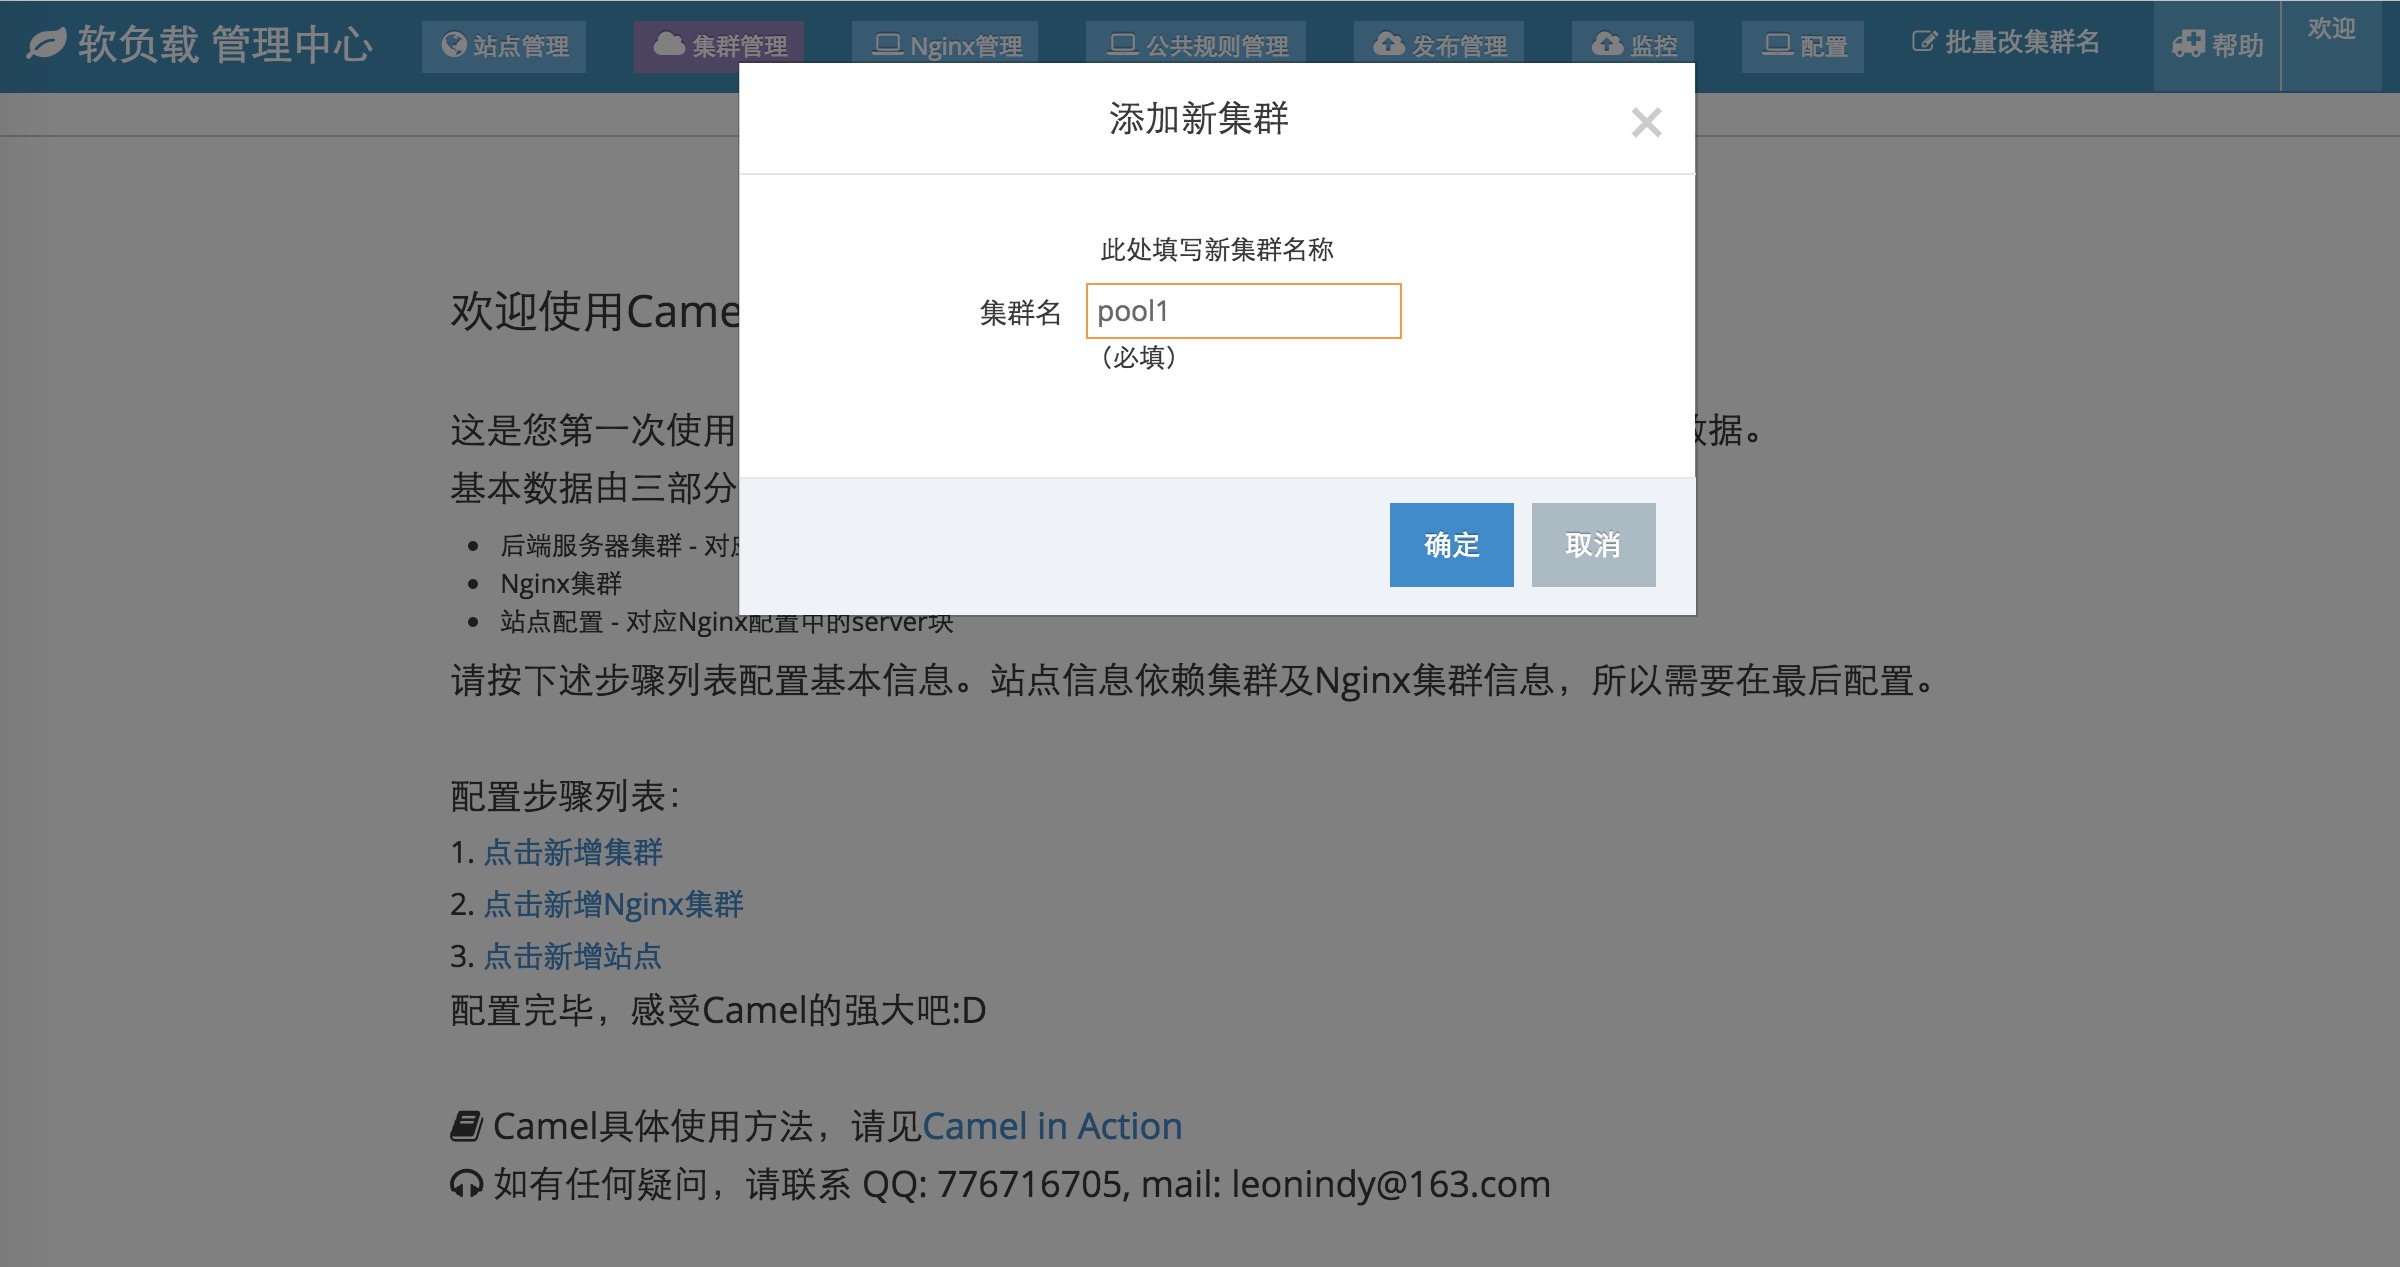 软负载 管理中心
站点管理
集群管理
Nginx管理
公共规则管理
发布管理
监控
配置
批量改集群名
帮助
欢迎
添加新集群
此处填写新集群名称
集群名
pool1
（必填）
确定
取消
欢迎使用Came
这是您第一次使用
据。
基本数据由三部分
后端服务器集群 - 对
Nginx集群
站点配置 - 对应Nginx配置中的server块
请按下述步骤列表配置基本信息。站点信息依赖集群及Nginx集群信息，所以需要在最后配置。
配置步骤列表：
1. 点击新增集群
2. 点击新增Nginx集群
3. 点击新增站点
配置完毕，感受Camel的强大吧:D
Camel具体使用方法，请见Camel in Action
如有任何疑问，请联系 QQ: 776716705, mail: leonindy@163.com